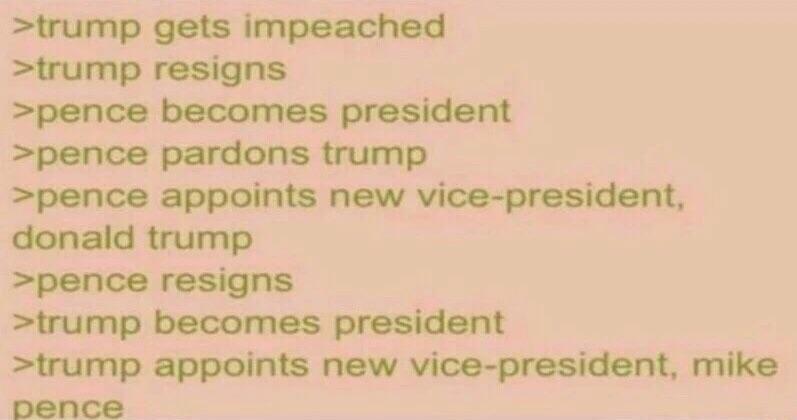 >trump gets impeached
>trump resigns
>pence becomes president
>pence pardons trump
>pence appoints new vice-president,
donald trump
>pence resigns
>trump becomes president
>trump appoints new vice-president, mike
pence